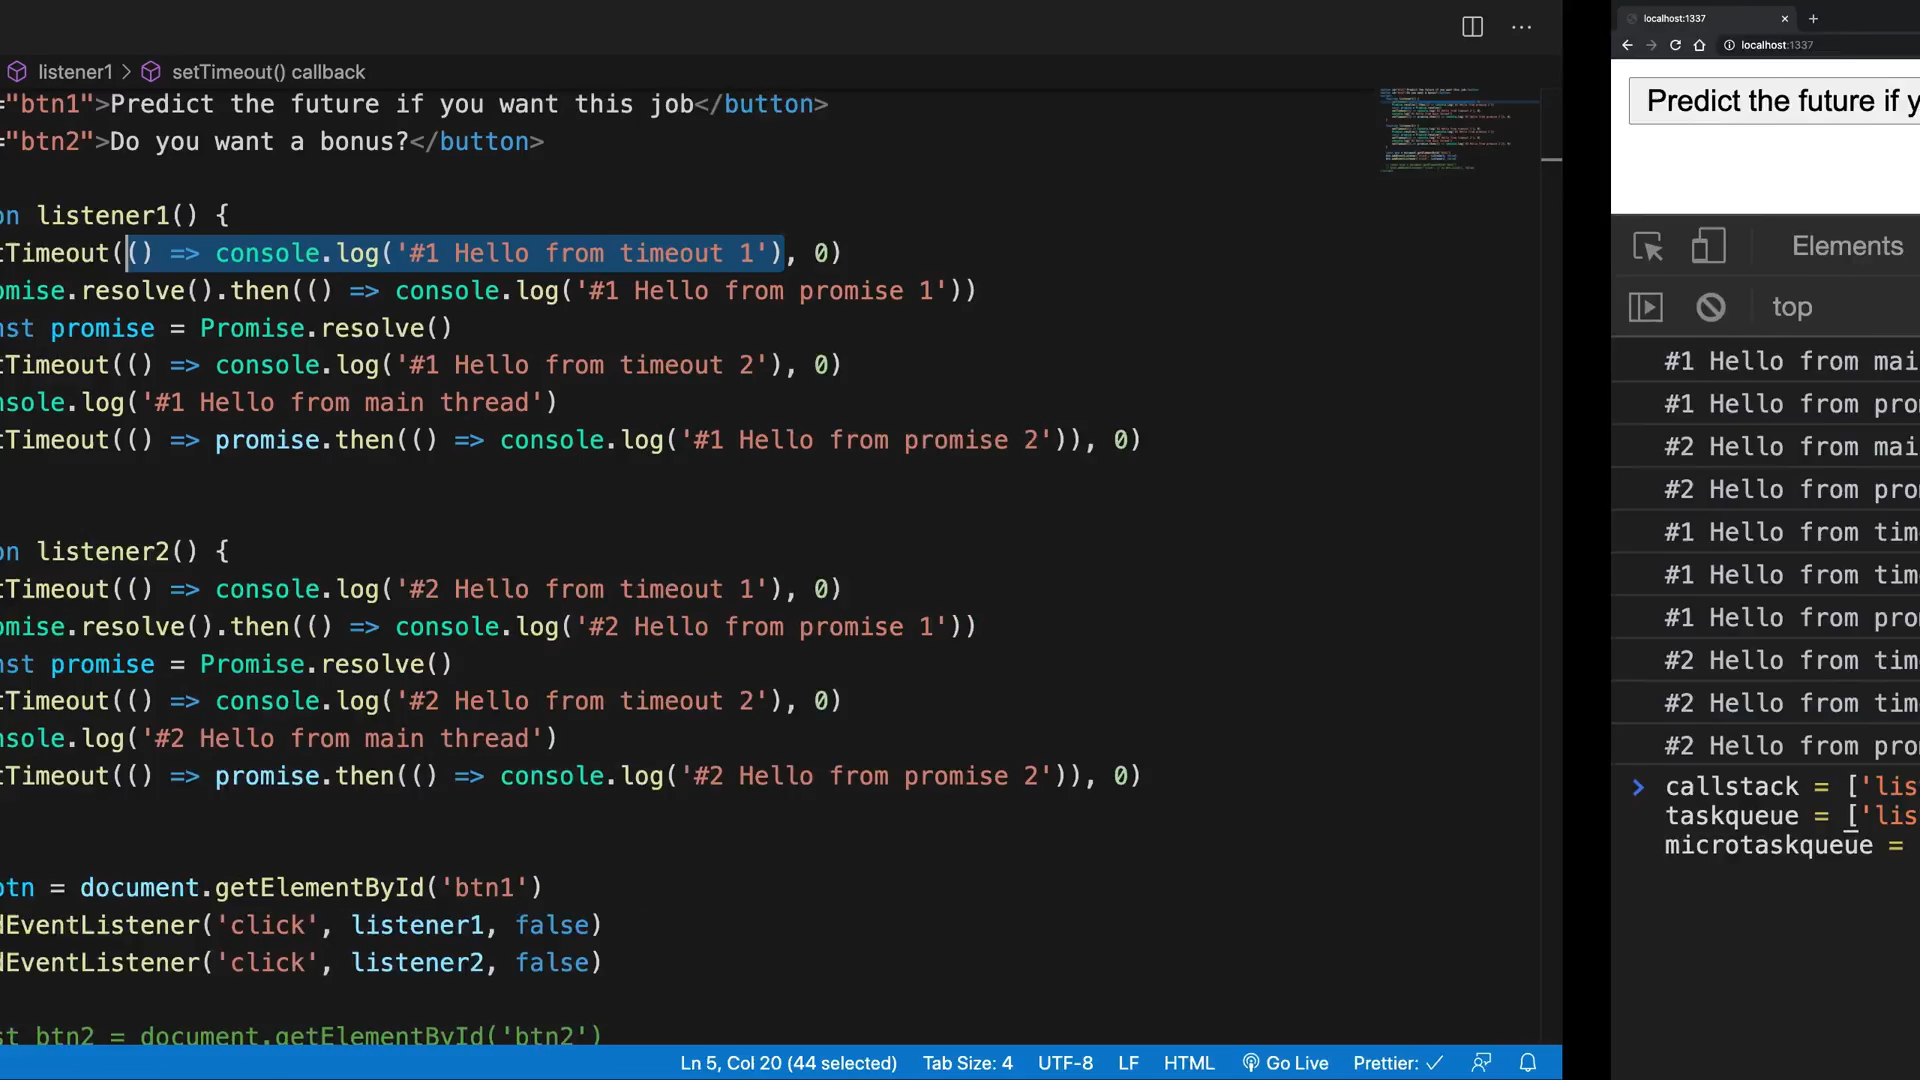 listener1 > setTimeout() callback
="btn1">Predict the future if you want this job</button>
="btn2">Do you want a bonus?</button>
on listener1() {
tTimeout(() => console.log('#1 Hello from timeout 1'), 0)
omise.resolve().then(() => console.log('#1 Hello from promise 1'))
nst promise = Promise.resolve()
tTimeout(() => console.log('#1 Hello from timeout 2'), 0)
nsole.log('#1 Hello from main thread')
tTimeout(() => promise.then(() => console.log('#1 Hello from promise 2')), 0)
on listener2() {
tTimeout(() => console.log('#2 Hello from timeout 1'), 0)
omise.resolve().then(() => console.log('#2 Hello from promise 1'))
nst promise = Promise.resolve()
tTimeout(() => console.log('#2 Hello from timeout 2'), 0)
nsole.log('#2 Hello from main thread')
tTimeout(() => promise.then(() => console.log('#2 Hello from promise 2')), 0)
btn = document.getElementById('btn1')
dEventListener('click', listener1, false)
dEventListener('click', listener2, false)
st btn2 = document.getElementById('btn2')
Ln 5, Col 20 (44 selected) Tab Size: 4 UTF-8 LF HTML Go Live Prettier: ✓
localhost:1337
localhost:1337
Predict the future if y
Elements
top
#1 Hello from mai
#1 Hello from pro
#2 Hello from mai
#2 Hello from pro
#1 Hello from tim
#1 Hello from tim
#1 Hello from pro
#2 Hello from tim
#2 Hello from tim
#2 Hello from pro
> callstack = ['lis
taskqueue = ['lis
microtaskqueue =